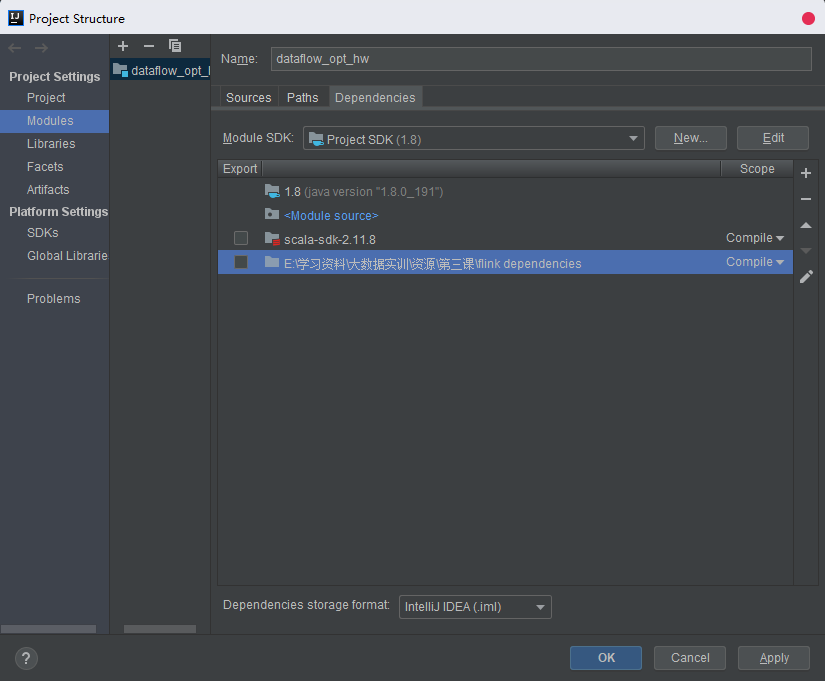 Project Structure
Project Settings
Project
Modules
Libraries
Facets
Artifacts
Platform Settings
SDKs
Global Librarie
Problems
dataflow_opt_h
Name: dataflow_opt_hw
Sources Paths Dependencies
Module SDK: Project SDK (1.8) New... Edit
Export Scope
1.8 (java version "1.8.0_191")
<Module source>
scala-sdk-2.11.8 Compile
E:\学习资料\大数据实训\资源\第三课\flink dependencies Compile
Dependencies storage format: IntelliJ IDEA (.iml)
? OK Cancel Apply